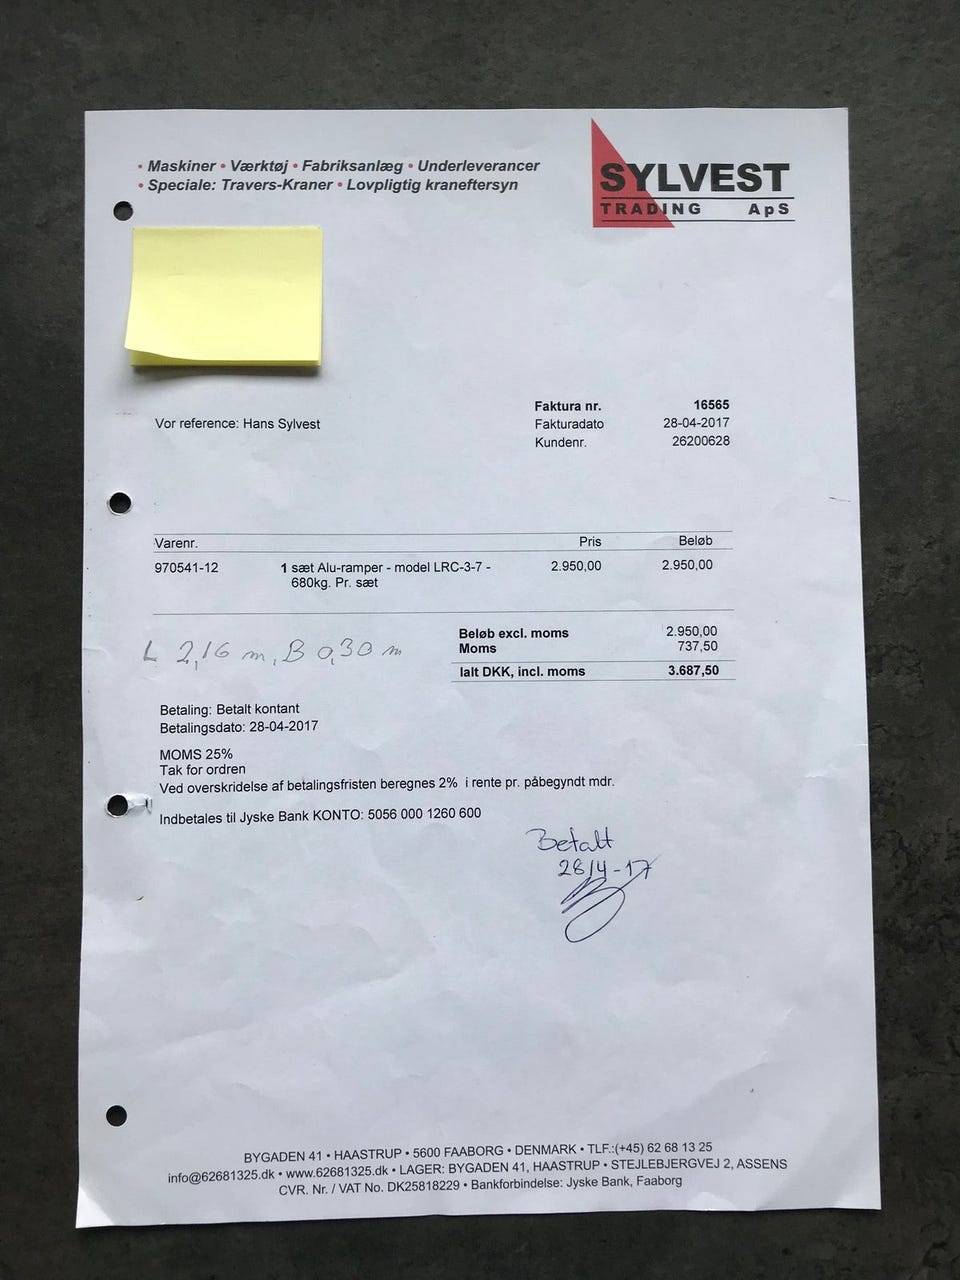 • Maskiner • Værktøj • Fabriksanlæg • Underleverancer
• Speciale: Travers-Kraner • Lovpligtig kraneftersyn
SYLVEST
TRADING ApS
Faktura nr. 16565
Vor reference: Hans Sylvest
Fakturadato 28-04-2017
Kundenr. 26200628
Varenr. Pris Beløb
970541-12 1 sæt Alu-ramper - model LRC-3-7 - 2.950,00 2.950,00
680kg. Pr. sæt
Beløb excl. moms 2.950,00
Moms 737,50
L 2,16 m, B 0,30 m
Ialt DKK, incl. moms 3.687,50
Betaling: Betalt kontant
Betalingsdato: 28-04-2017
MOMS 25%
Tak for ordren
Ved overskridelse af betalingsfristen beregnes 2% i rente pr. påbegyndt mdr.
Indbetales til Jyske Bank KONTO: 5056 000 1260 600
Betalt
28/4-17
BYGADEN 41 • HAASTRUP • 5600 FAABORG • DENMARK • TLF.:(+45) 62 68 13 25
info@62681325.dk • www.62681325.dk • LAGER: BYGADEN 41, HAASTRUP • STEJLEBJERGVEJ 2, ASSENS
CVR. Nr. / VAT No. DK25818229 • Bankforbindelse: Jyske Bank, Faaborg